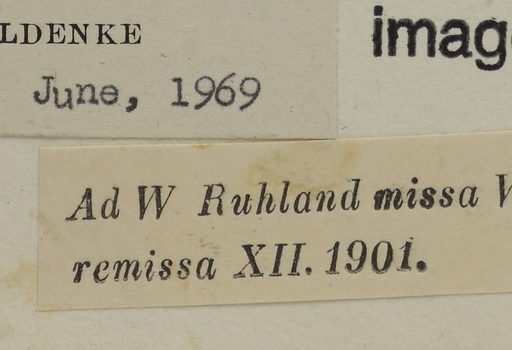 LDENKE
June, 1969
imag
Ad W Ruhland missa V
remissa XII. 1901.